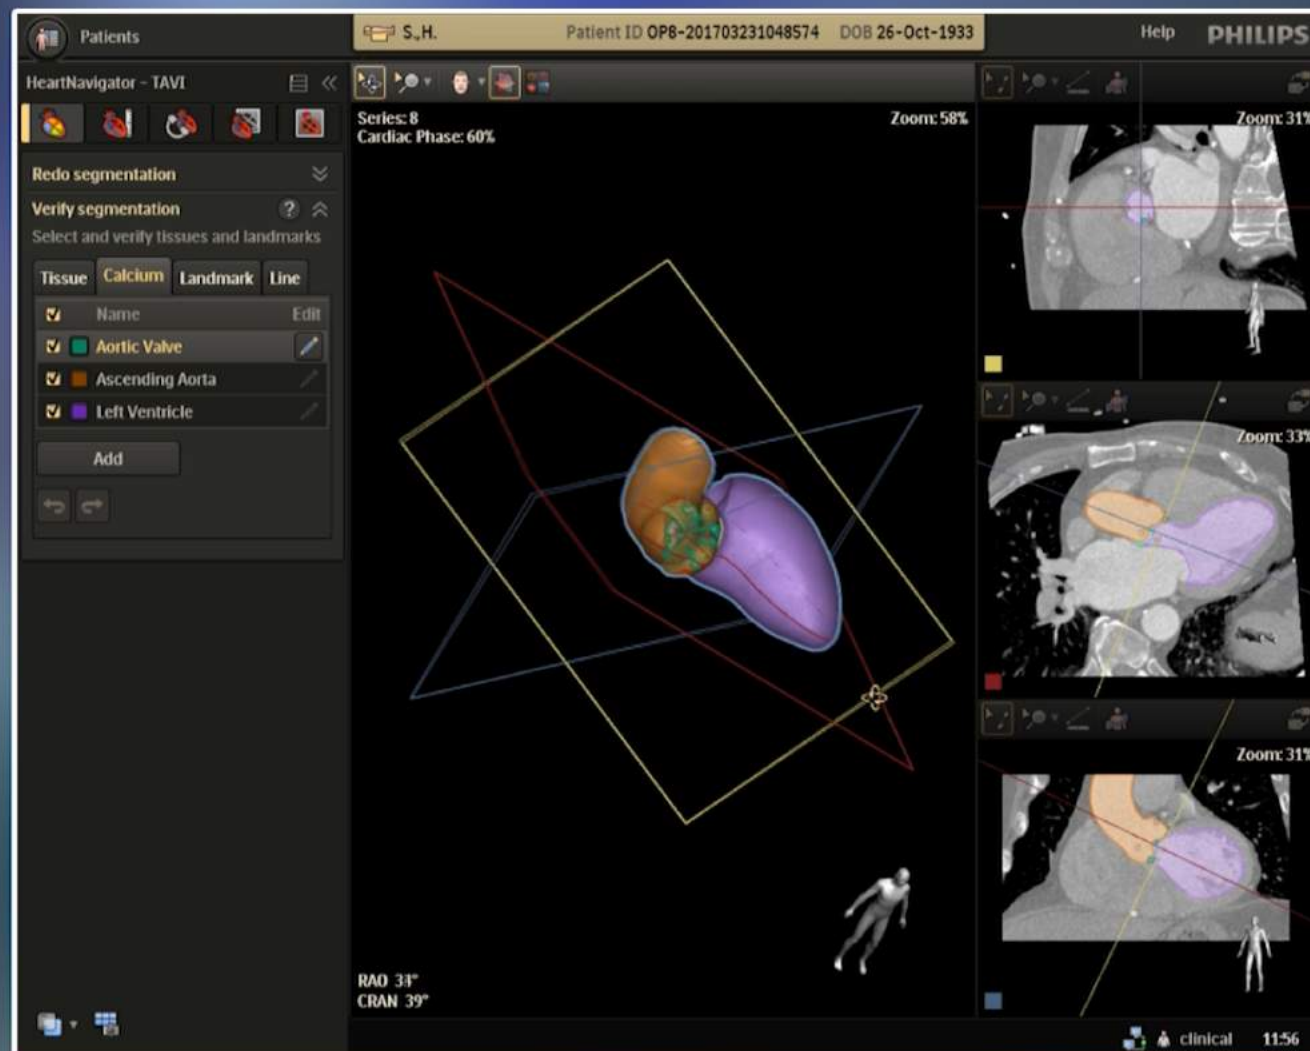 Patients
S.,H.
Patient ID OP8-201703231048574
DOB 26-Oct-1933
Help
PHILIPS
HeartNavigator - TAVI
Redo segmentation
Verify segmentation
?
Select and verify tissues and landmarks
Tissue
Calcium
Landmark
Line
Name
Edit
Aortic Valve
Ascending Aorta
Left Ventricle
Add
Series: 8
Cardiac Phase: 60%
Zoom: 58%
RAO
CRAN 39°
Zoom: 31%
Zoom: 33%
Zoom: 31%
clinical
11:56